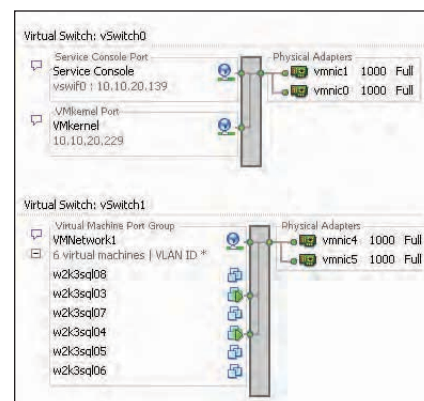 Virtual Switch: vSwitch0
Service Console Port
Service Console
vswif0 : 10.10.20.139
Physical Adapters
vmnic1 1000 Full
vmnic0 1000 Full
VMkernel Port
VMkernel
10.10.20.229
Virtual Switch: vSwitch1
Virtual Machine Port Group
VMNetwork1
6 virtual machines | VLAN ID *
Physical Adapters
vmnic4 1000 Full
vmnic5 1000 Full
w2k3sql08
w2k3sql03
w2k3sql07
w2k3sql04
w2k3sql05
w2k3sql06